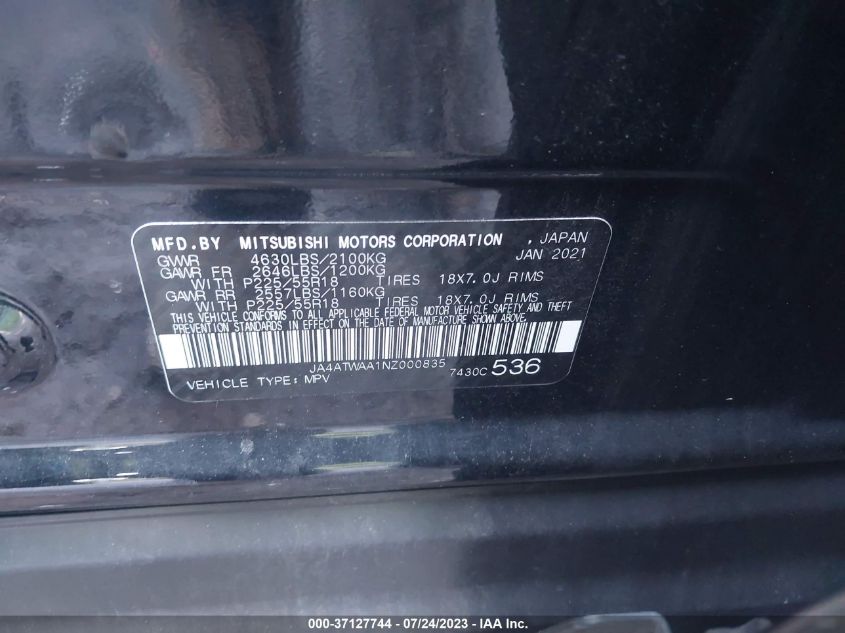 MFD.BY MITSUBISHI MOTORS CORPORATION , JAPAN
GVWR 4630LBS/2100KG JAN 2021
GAWR FR 2646LBS/1200KG
WITH P225/55R18 TIRES 18X7.0J RIMS
GAWR RR 2557LBS/1160KG
WITH P225/55R18 TIRES 18X7.0J RIMS
THIS VEHICLE CONFORMS TO ALL APPLICABLE FEDERAL MOTOR VEHICLE SAFETY AND THEFT
PREVENTION STANDARDS IN EFFECT ON THE DATE OF MANUFACTURE SHOWN ABOVE.
JA4ATWAA1NZ000835
VEHICLE TYPE: MPV 7430C 536
000-37127744 / 07/24/2023 - IAA Inc.